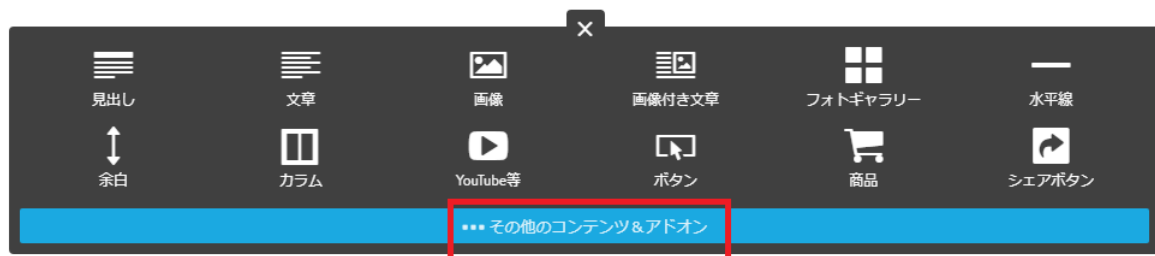 見出し 文章 画像 画像付き文章 フォトギャラリー 水平線
余白 カラム YouTube等 ボタン 商品 シェアボタン
その他のコンテンツ＆アドオン